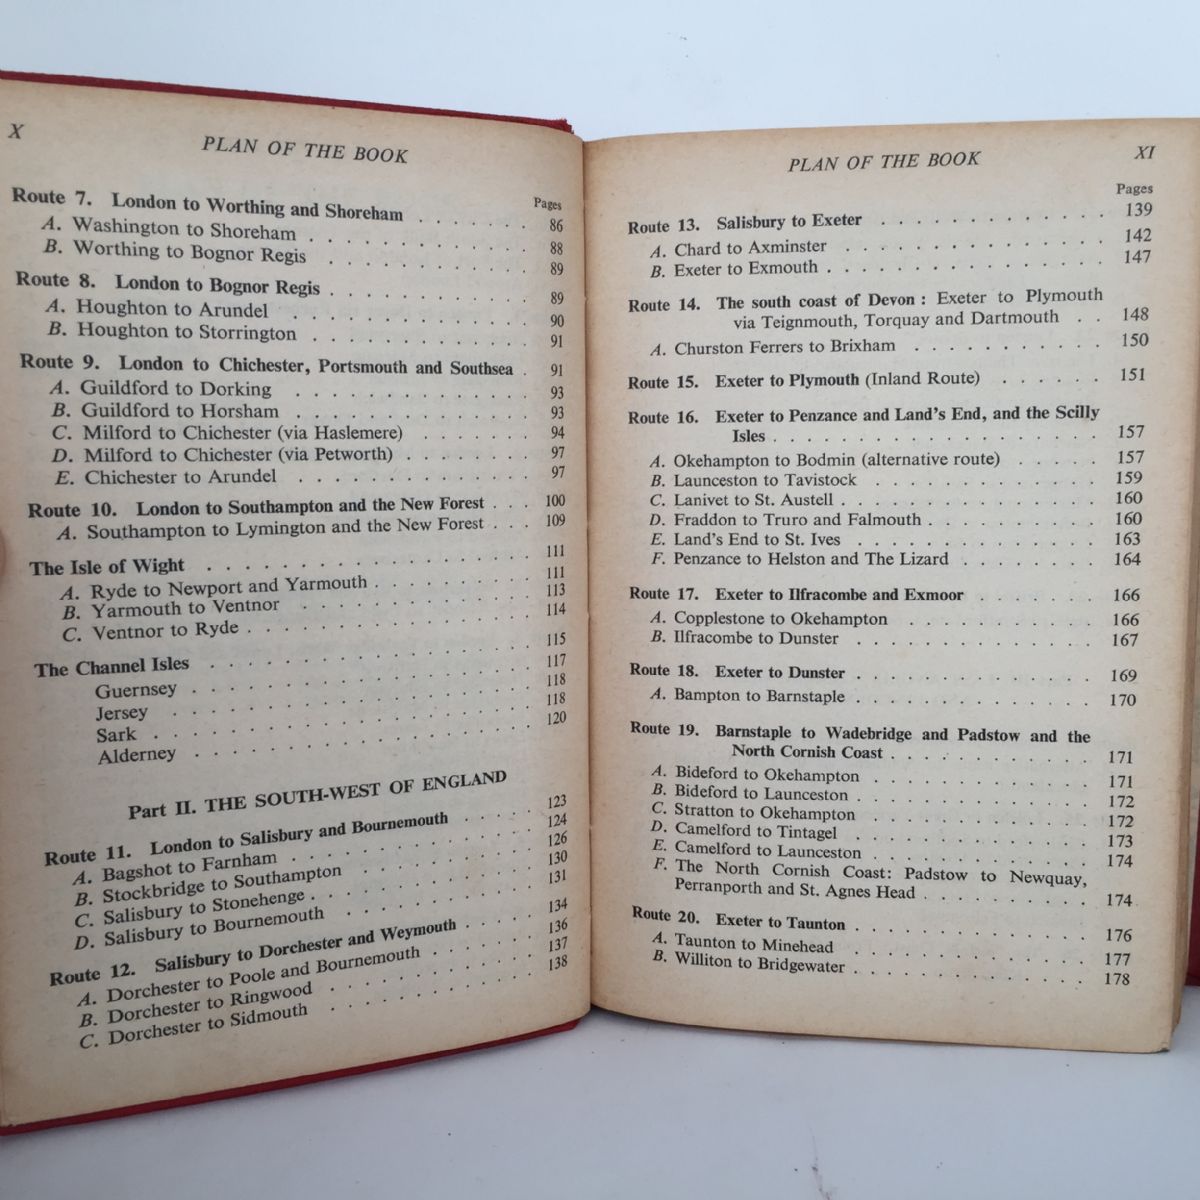 X
PLAN OF THE BOOK
Pages
Route 7. London to Worthing and Shoreham . . . . . . 86
A. Washington to Shoreham . . . . . . . . . . . 88
B. Worthing to Bognor Regis . . . . . . . . . . 89
Route 8. London to Bognor Regis . . . . . . . . . . 89
A. Houghton to Arundel . . . . . . . . . . . . 90
B. Houghton to Storrington . . . . . . . . . . . 91
Route 9. London to Chichester, Portsmouth and Southsea . 91
A. Guildford to Dorking . . . . . . . . . . . . 93
B. Guildford to Horsham . . . . . . . . . . . . 93
C. Milford to Chichester (via Haslemere) . . . . . . 94
D. Milford to Chichester (via Petworth) . . . . . . . 97
E. Chichester to Arundel . . . . . . . . . . . . 97
Route 10. London to Southampton and the New Forest . . . 100
A. Southampton to Lymington and the New Forest . . . 109
The Isle of Wight . . . . . . . . . . . . . . . . 111
A. Ryde to Newport and Yarmouth . . . . . . . . 111
B. Yarmouth to Ventnor . . . . . . . . . . . . 113
C. Ventnor to Ryde . . . . . . . . . . . . . . 114
The Channel Isles . . . . . . . . . . . . . . . . 115
Guernsey . . . . . . . . . . . . . . . . . 117
Jersey . . . . . . . . . . . . . . . . . . 118
Sark . . . . . . . . . . . . . . . . . . . 118
Alderney . . . . . . . . . . . . . . . . . 120
Part II. THE SOUTH-WEST OF ENGLAND
Route 11. London to Salisbury and Bournemouth . . . . . 123
A. Bagshot to Farnham . . . . . . . . . . . . . 124
B. Stockbridge to Southampton . . . . . . . . . 126
C. Salisbury to Stonehenge . . . . . . . . . . . 130
D. Salisbury to Bournemouth . . . . . . . . . . 131
Route 12. Salisbury to Dorchester and Weymouth . . . . . 134
A. Dorchester to Poole and Bournemouth . . . . . . 136
B. Dorchester to Ringwood . . . . . . . . . . . 137
C. Dorchester to Sidmouth . . . . . . . . . . . 138
PLAN OF THE BOOK
XI
Pages
Route 13. Salisbury to Exeter . . . . . . . . . . . . . 139
A. Chard to Axminster . . . . . . . . . . . . . 142
B. Exeter to Exmouth . . . . . . . . . . . . . . 147
Route 14. The south coast of Devon : Exeter to Plymouth
via Teignmouth, Torquay and Dartmouth . . 148
A. Churston Ferrers to Brixham . . . . . . . . . . 150
Route 15. Exeter to Plymouth (Inland Route) . . . . . . 151
Route 16. Exeter to Penzance and Land's End, and the Scilly
Isles . . . . . . . . . . . . . . . . . 157
A. Okehampton to Bodmin (alternative route) . . . . . 157
B. Launceston to Tavistock . . . . . . . . . . . . 159
C. Lanivet to St. Austell . . . . . . . . . . . . . 160
D. Fraddon to Truro and Falmouth . . . . . . . . . 160
E. Land's End to St. Ives . . . . . . . . . . . . 163
F. Penzance to Helston and The Lizard . . . . . . . 164
Route 17. Exeter to Ilfracombe and Exmoor . . . . . . . 166
A. Copplestone to Okehampton . . . . . . . . . . 166
B. Ilfracombe to Dunster . . . . . . . . . . . . 167
Route 18. Exeter to Dunster . . . . . . . . . . . . . 169
A. Bampton to Barnstaple . . . . . . . . . . . . 170
Route 19. Barnstaple to Wadebridge and Padstow and the
North Cornish Coast . . . . . . . . . . . 171
A. Bideford to Okehampton . . . . . . . . . . . 171
B. Bideford to Launceston . . . . . . . . . . . . 172
C. Stratton to Okehampton . . . . . . . . . . . . 172
D. Camelford to Tintagel . . . . . . . . . . . . 173
E. Camelford to Launceston . . . . . . . . . . . 174
F. The North Cornish Coast: Padstow to Newquay,
Perranporth and St. Agnes Head . . . . . . . . 174
Route 20. Exeter to Taunton . . . . . . . . . . . . . 176
A. Taunton to Minehead . . . . . . . . . . . . . 177
B. Williton to Bridgewater . . . . . . . . . . . . 178